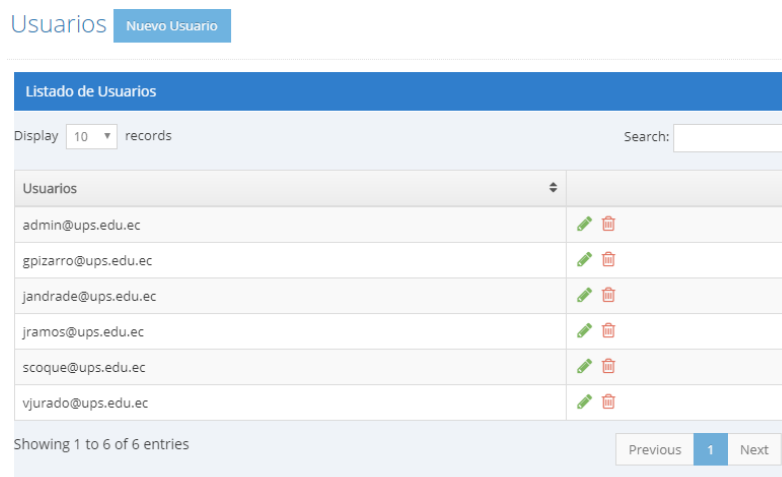 Usuarios Nuevo Usuario
Listado de Usuarios
Display 10 records Search:
Usuarios
admin@ups.edu.ec
gpizarro@ups.edu.ec
jandrade@ups.edu.ec
jramos@ups.edu.ec
scoque@ups.edu.ec
vjurado@ups.edu.ec
Showing 1 to 6 of 6 entries Previous 1 Next